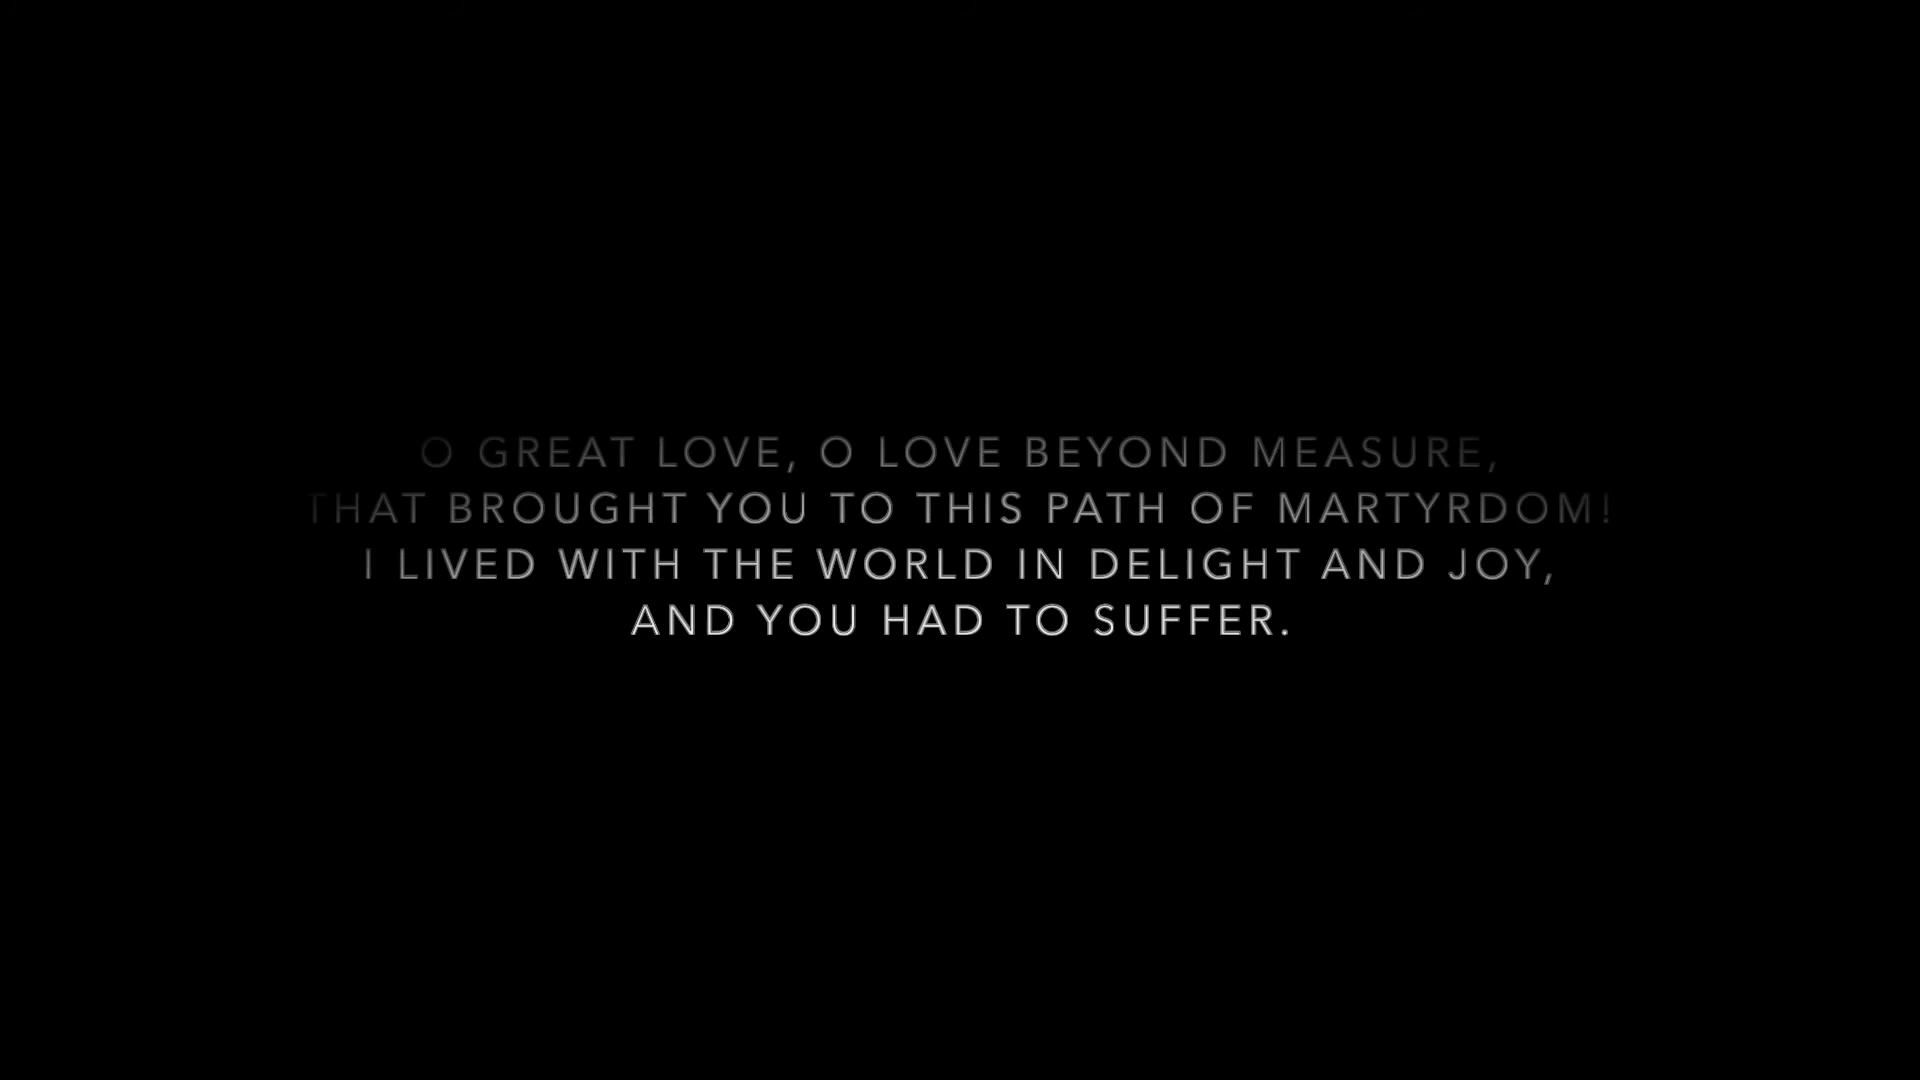 O GREAT LOVE, O LOVE BEYOND MEASURE,
THAT BROUGHT YOU TO THIS PATH OF MARTYRDOM!
I LIVED WITH THE WORLD IN DELIGHT AND JOY,
AND YOU HAD TO SUFFER.